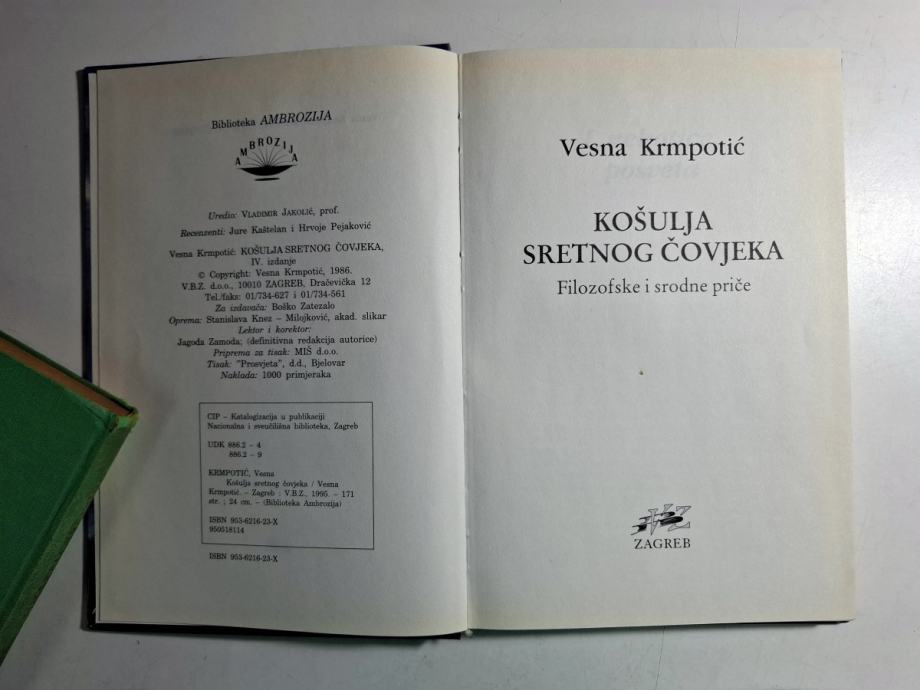 Biblioteka AMBROZIJA
AMBROZIJA
Uredio: VLADIMIR JAKOLIĆ, prof.
Recenzenti: Jure Kaštelan i Hrvoje Pejaković
Vesna Krmpotić: KOŠULJA SRETNOG ČOVJEKA,
IV. izdanje
© Copyright: Vesna Krmpotić, 1986.
V.B.Z. d.o.o., 10010 ZAGREB, Dračevička 12
Tel./faks: 01/734-627 i 01/734-561
Za izdavača: Boško Zatezalo
Oprema: Stanislava Knez – Milojković, akad. slikar
Lektor i korektor:
Jagoda Zamoda; (definitivna redakcija autorice)
Priprema za tisak: MIŠ d.o.o.
Tisak: "Prosvjeta", d.d., Bjelovar
Naklada: 1000 primjeraka
CIP – Katalogizacija u publikaciji
Nacionalna i sveučilišna biblioteka, Zagreb
UDK 886.2 – 4
886.2 – 9
KRMPOTIĆ, Vesna
Košulja sretnog čovjeka / Vesna
Krmpotić. – Zagreb : V.B.Z., 1995. – 171
str. ; 24 cm. – (Biblioteka Ambrozija)
ISBN 953-6216-23-X
950518114
ISBN 953-6216-23-X
Vesna Krmpotić
KOŠULJA
SRETNOG ČOVJEKA
Filozofske i srodne priče
VBZ
ZAGREB